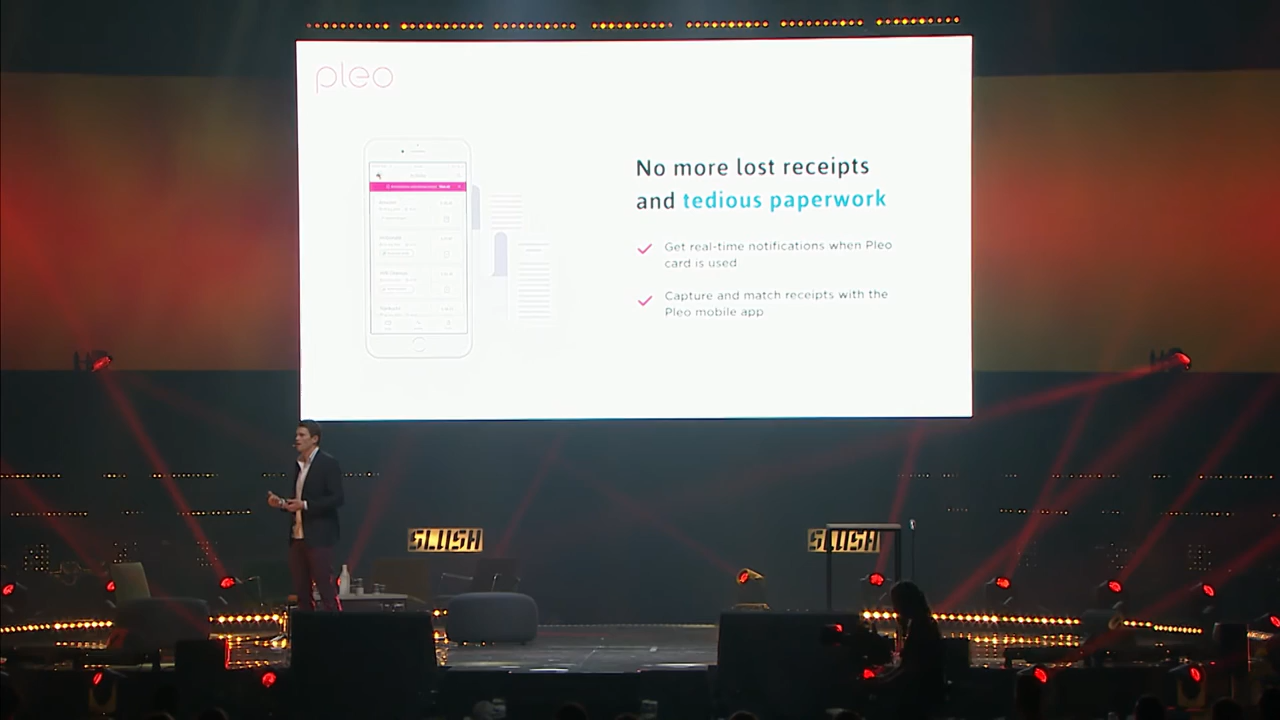 pleo
No more lost receipts
and tedious paperwork
Get real-time notifications when Pleo
card is used
Capture and match receipts with the
Pleo mobile app
SLUSH
SLUSH